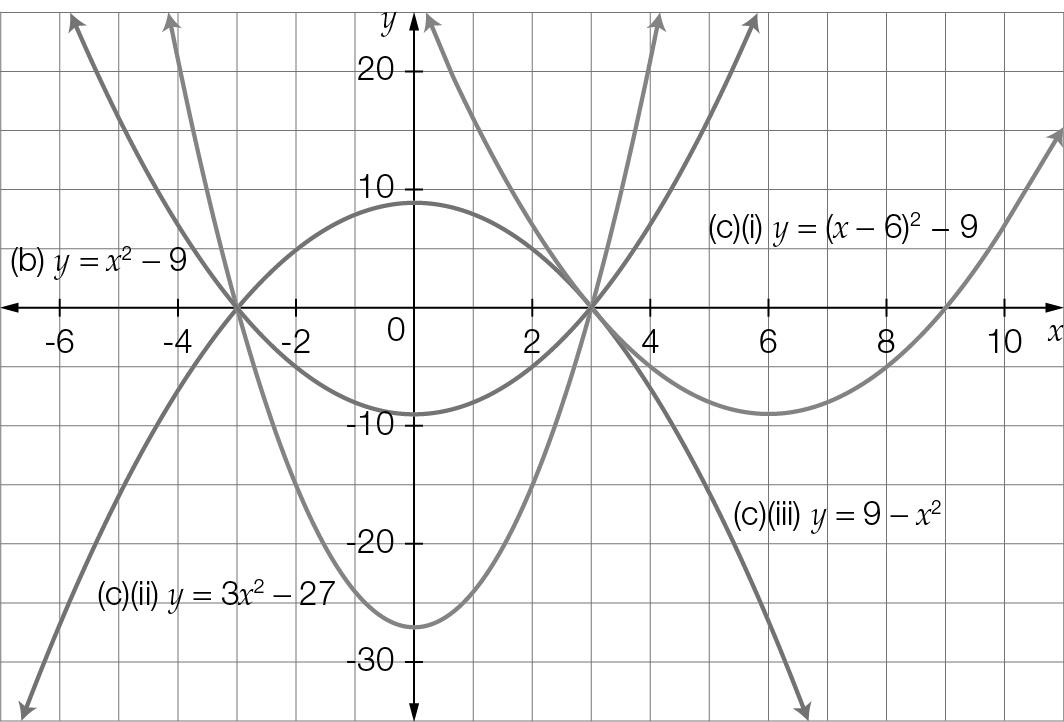 y
20
10
(c)(i) y = (x − 6)² − 9
(b) y = x² − 9
-6 -4 -2 0 2 4 6 8 10 x
-10
(c)(iii) y = 9 − x²
-20
(c)(ii) y = 3x² − 27
-30